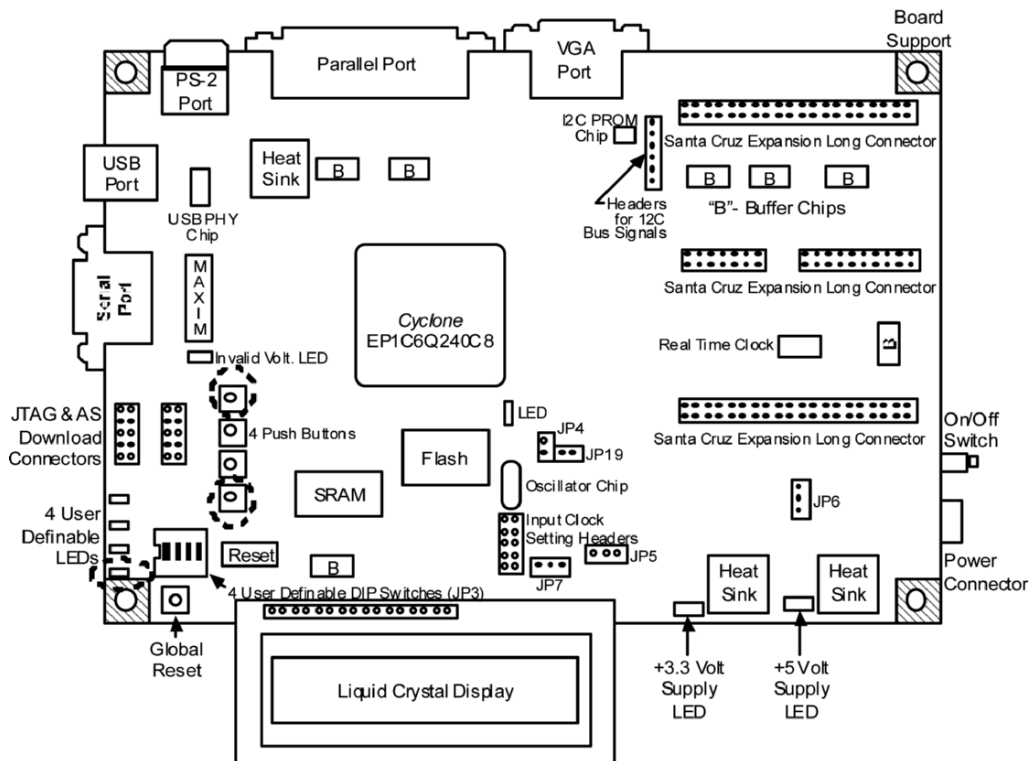 Board
Support
PS-2
Port
Parallel Port
VGA
Port
I2C PROM
Chip
Santa Cruz Expansion Long Connector
USB
Port
Heat
Sink
B
B
B
B
B
USBPHY
Chip
Headers
for 12C
Bus Signals
"B"- Buffer Chips
Serial
Port
MAXIM
Cyclone
EP1C6Q240C8
Santa Cruz Expansion Long Connector
Invalid Volt. LED
Real Time Clock
B
JTAG & AS
Download
Connectors
4 Push Buttons
LED
JP4
JP19
Santa Cruz Expansion Long Connector
On/Off
Switch
Flash
SRAM
Oscillator Chip
JP6
4 User
Definable
LEDs
Reset
B
Input Clock
Setting Headers
JP5
JP7
Heat
Sink
Heat
Sink
Power
Connector
4 User Definable DIP Switches (JP3)
Global
Reset
Liquid Crystal Display
+3.3 Volt
Supply
LED
+5 Volt
Supply
LED